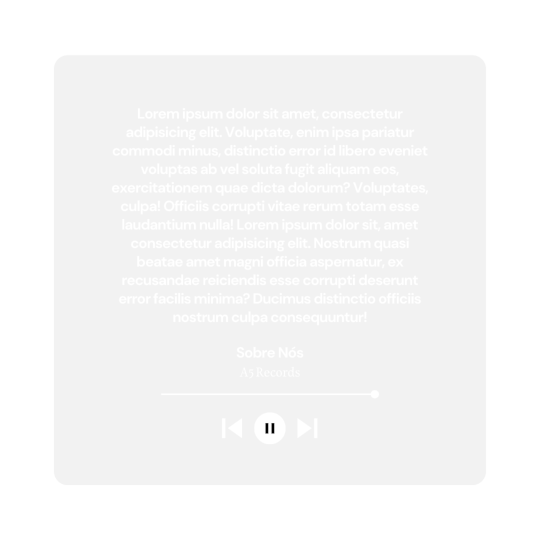 Lorem ipsum dolor sit amet, consectetur
adipisicing elit. Voluptate, enim ipsa pariatur
commodi minus, distinctio error id libero eveniet
voluptas ab vel soluta fugit aliquam eos,
exercitationem quae dicta dolorum? Voluptates,
culpa! Officiis corrupti vitae rerum totam esse
laudantium nulla! Lorem ipsum dolor sit, amet
consectetur adipisicing elit. Nostrum quasi
beatae amet magni officia aspernatur, ex
recusandae reiciendis esse corrupti deserunt
error facilis minima? Ducimus distinctio officiis
nostrum culpa consequuntur!
Sobre Nós
A5 Records